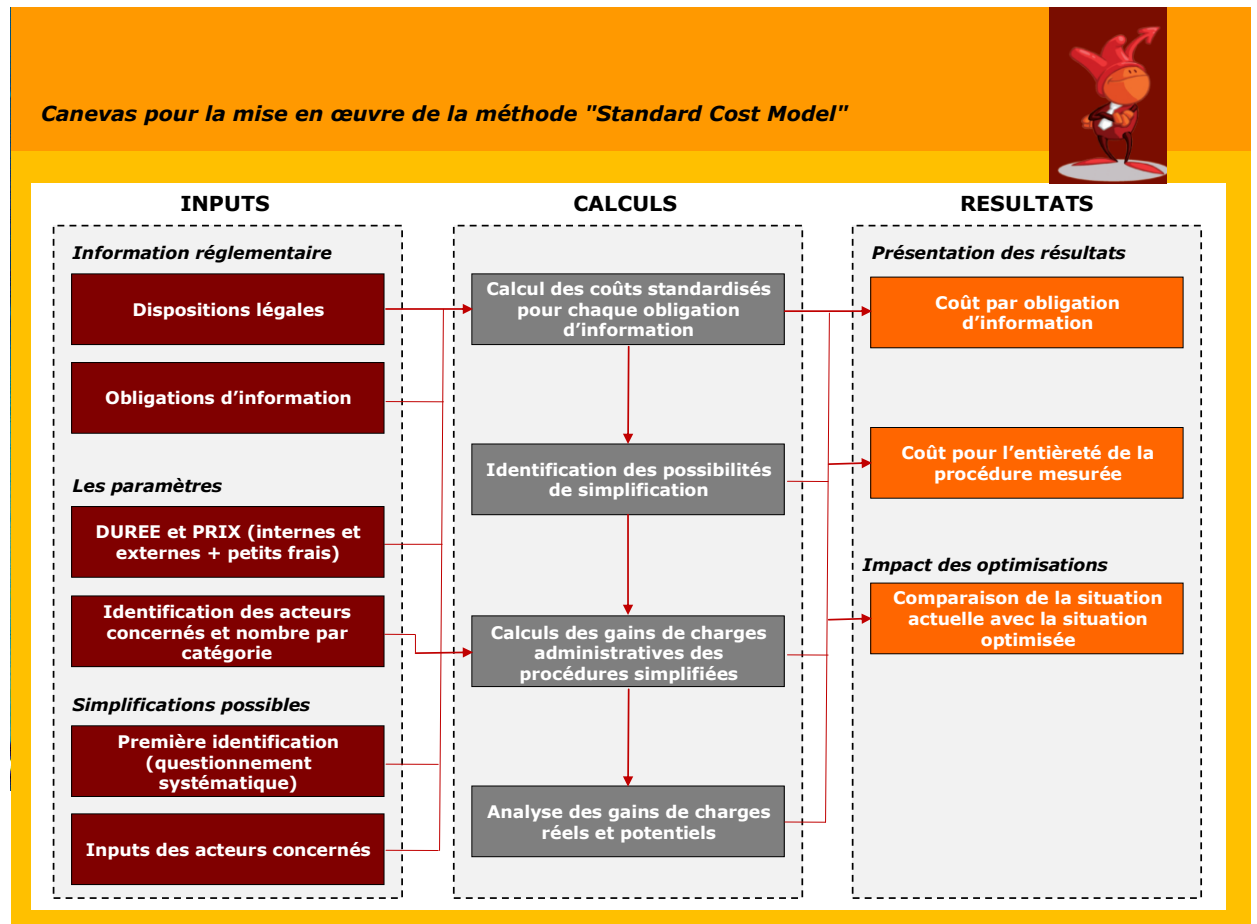 Canevas pour la mise en œuvre de la méthode "Standard Cost Model"
INPUTS
Information réglementaire
Dispositions légales
Obligations d’information
Les paramètres
DUREE et PRIX (internes et
externes + petits frais)
Identification des acteurs
concernés et nombre par
catégorie
Simplifications possibles
Première identification
(questionnement
systématique)
Inputs des acteurs concernés
CALCULS
Calcul des coûts standardisés
pour chaque obligation
d’information
Identification des possibilités
de simplification
Calculs des gains de charges
administratives des
procédures simplifiées
Analyse des gains de charges
réels et potentiels
RESULTATS
Présentation des résultats
Coût par obligation
d’information
Coût pour l’entièreté de la
procédure mesurée
Impact des optimisations
Comparaison de la situation
actuelle avec la situation
optimisée